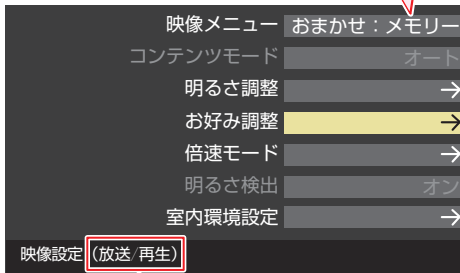 映像メニュー おまかせ：メモリー
コンテンツモード オート
明るさ調整 →
お好み調整 →
倍速モード →
明るさ検出 オン
室内環境設定 →
映像設定（放送/再生）